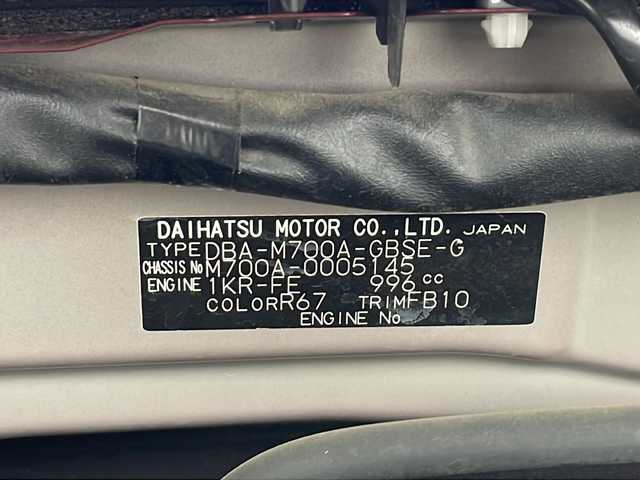 DAIHATSU MOTOR CO.,LTD. JAPAN
TYPE DBA-M700A-GBSE-G
CHASSIS No M700A-0005145
ENGINE 1KR-FE 996 cc
COLOR R67 TRIM FB10
ENGINE No